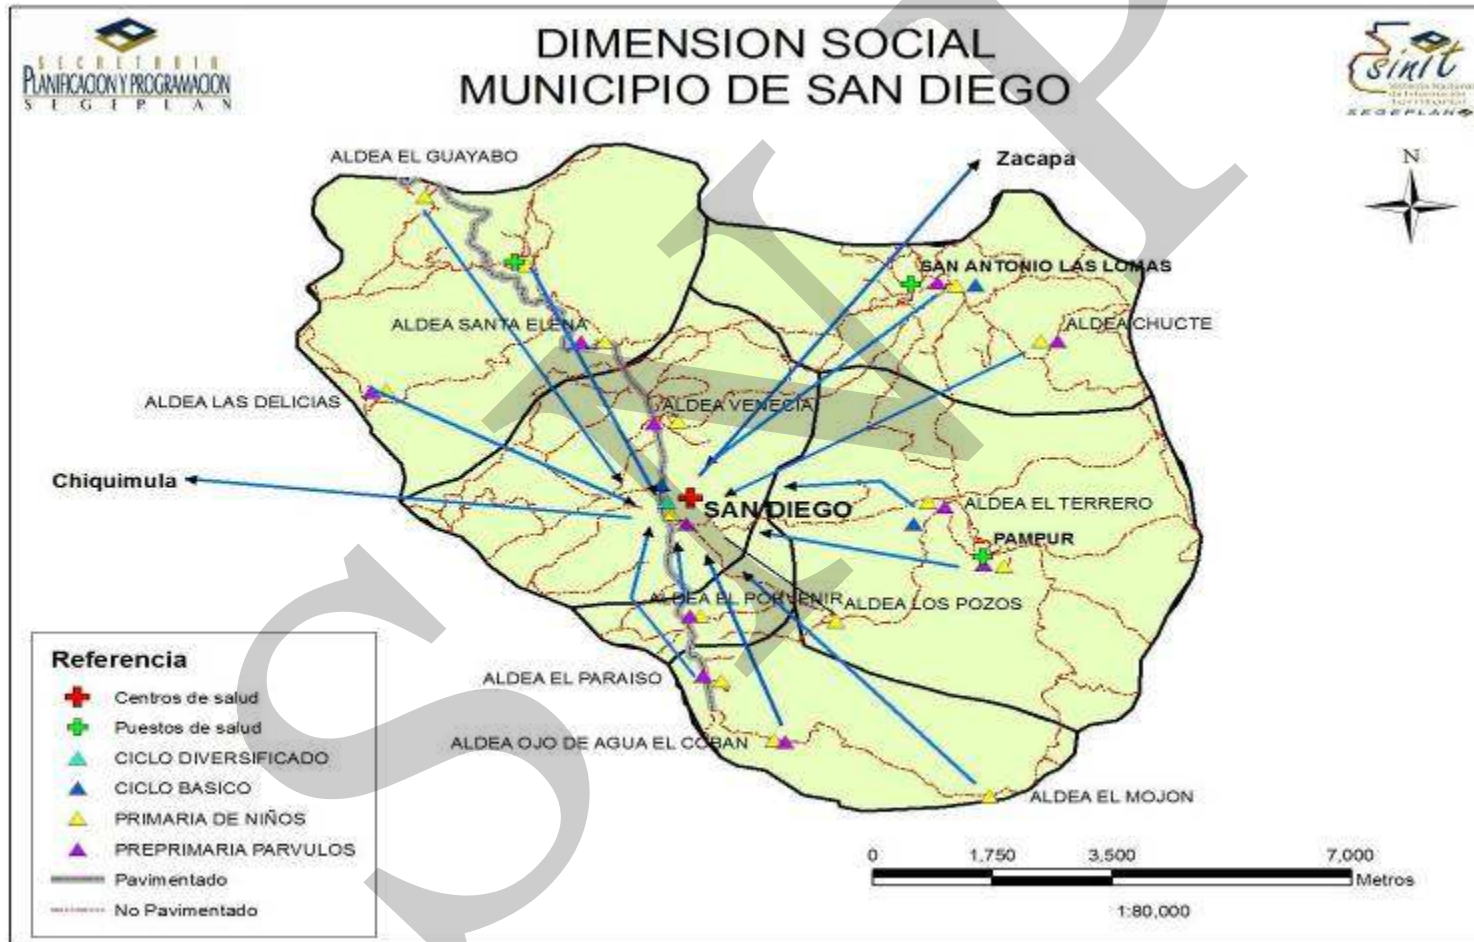 SECRETARIA
PLANIFICACION Y PROGRAMACION
SEGEPLAN
DIMENSION SOCIAL
MUNICIPIO DE SAN DIEGO
sinit
SEGEPLAN
ALDEA EL GUAYABO
Zacapa
N
SAN ANTONIO LAS LOMAS
ALDEA SANTA ELENA
ALDEA CHUCTE
ALDEA LAS DELICIAS
ALDEA VENECIA
Chiquimula
SAN DIEGO
ALDEA EL TERRERO
PAMPUR
ALDEA EL PORVENIR
ALDEA LOS POZOS
ALDEA EL PARAISO
ALDEA OJO DE AGUA EL COBAN
ALDEA EL MOJON
Referencia
Centros de salud
Puestos de salud
CICLO DIVERSIFICADO
CICLO BASICO
PRIMARIA DE NIÑOS
PREPRIMARIA PARVULOS
Pavimentado
No Pavimentado
0 1,750 3,500 7,000
Metros
1:80,000